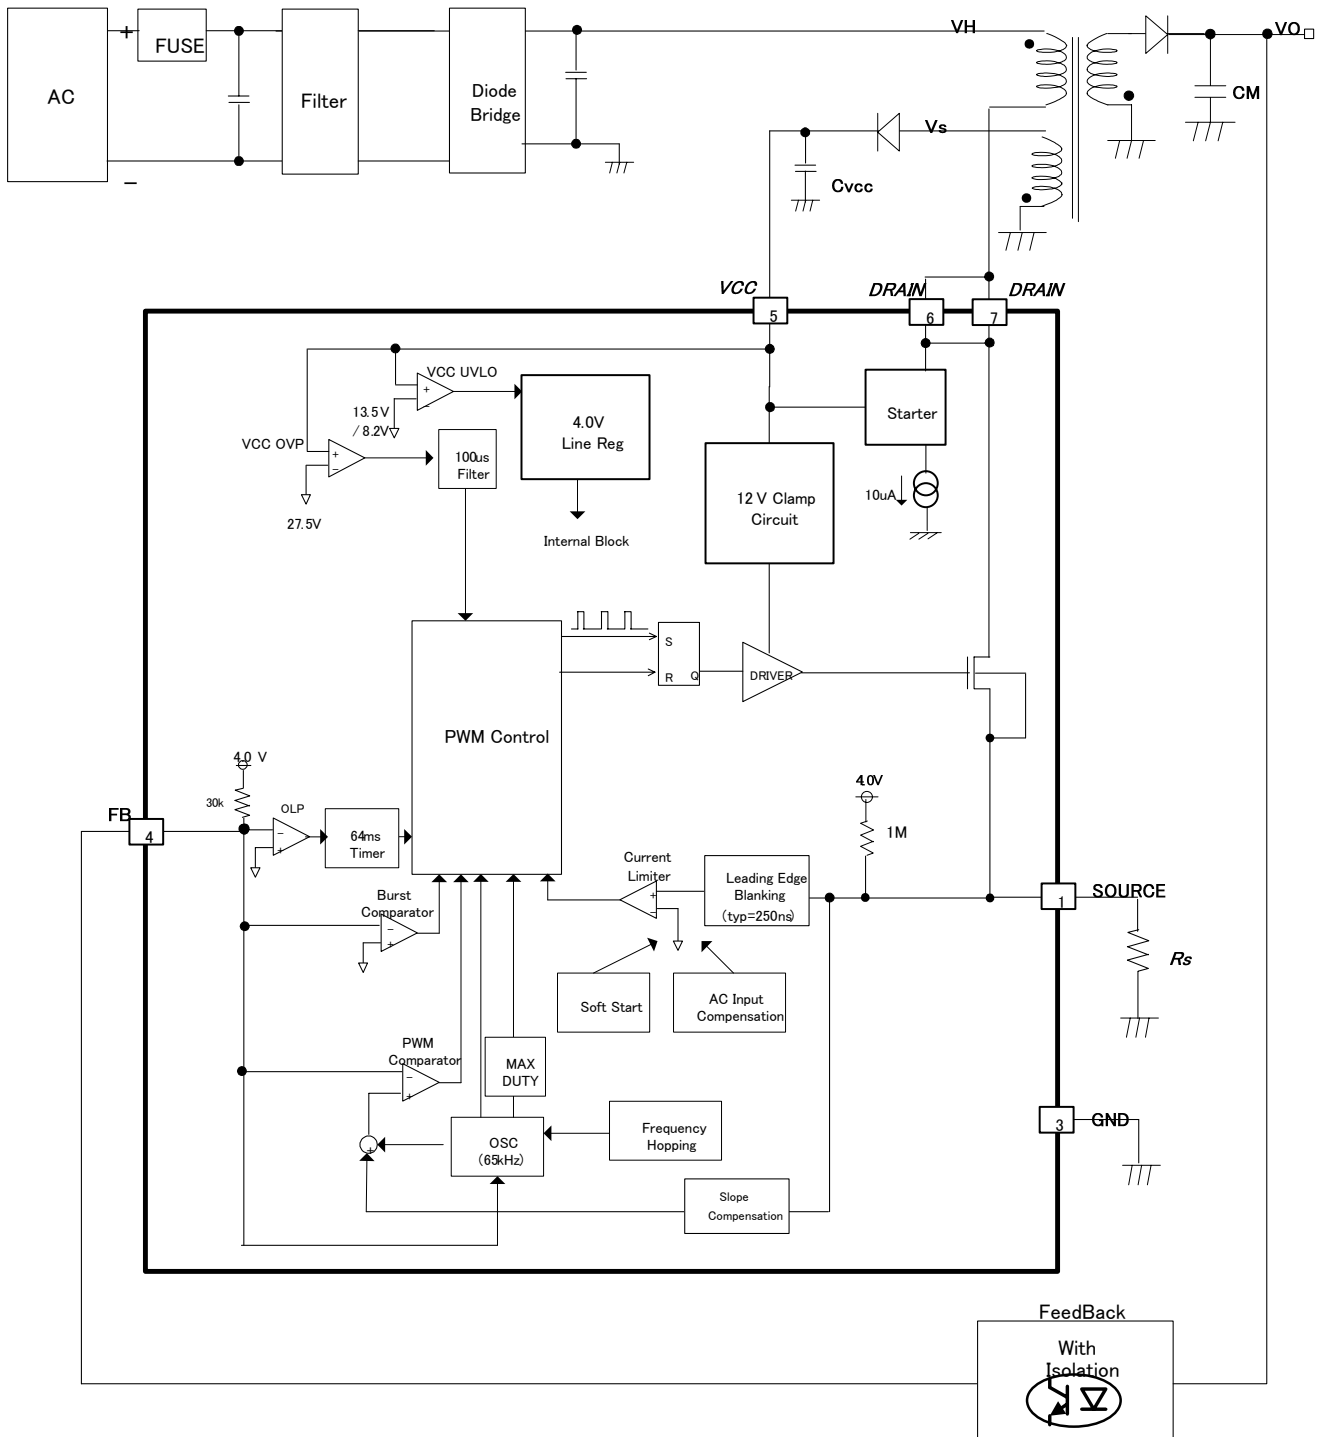 +
FUSE
VH
VO
AC
Filter
Diode
Bridge
CM
Vs
Cvcc
−
VCC
DRAIN
DRAIN
5
6
7
VCC UVLO
13.5V
/ 8.2V
4.0V
Line Reg
Starter
VCC OVP
100us
Filter
27.5V
12 V Clamp
Circuit
10uA
Internal Block
S
R
Q
DRIVER
PWM Control
4.0 V
30k
OLP
FB
4
64ms
Timer
4.0V
1M
Current
Limiter
Leading Edge
Blanking
(typ=250ns)
SOURCE
1
Burst
Comparator
Rs
Soft Start
AC Input
Compensation
PWM
Comparator
MAX
DUTY
Frequency
Hopping
OSC
(65kHz)
3
GND
Slope
Compensation
FeedBack
With
Isolation